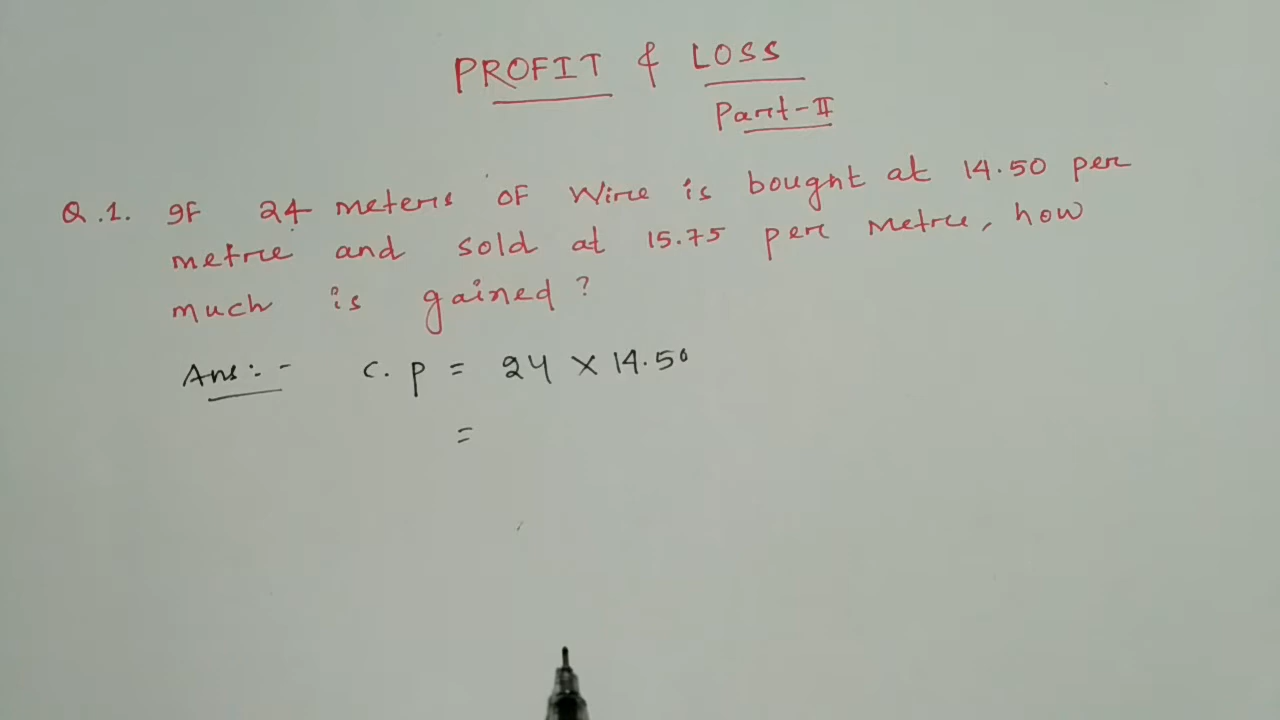 PROFIT & LOSS
Part-II
Q.1. If 24 meters OF Wire is bought at 14.50 per
metre and sold at 15.75 per Metre, how
much is gained?
Ans:- C.P = 24 × 14.50
=